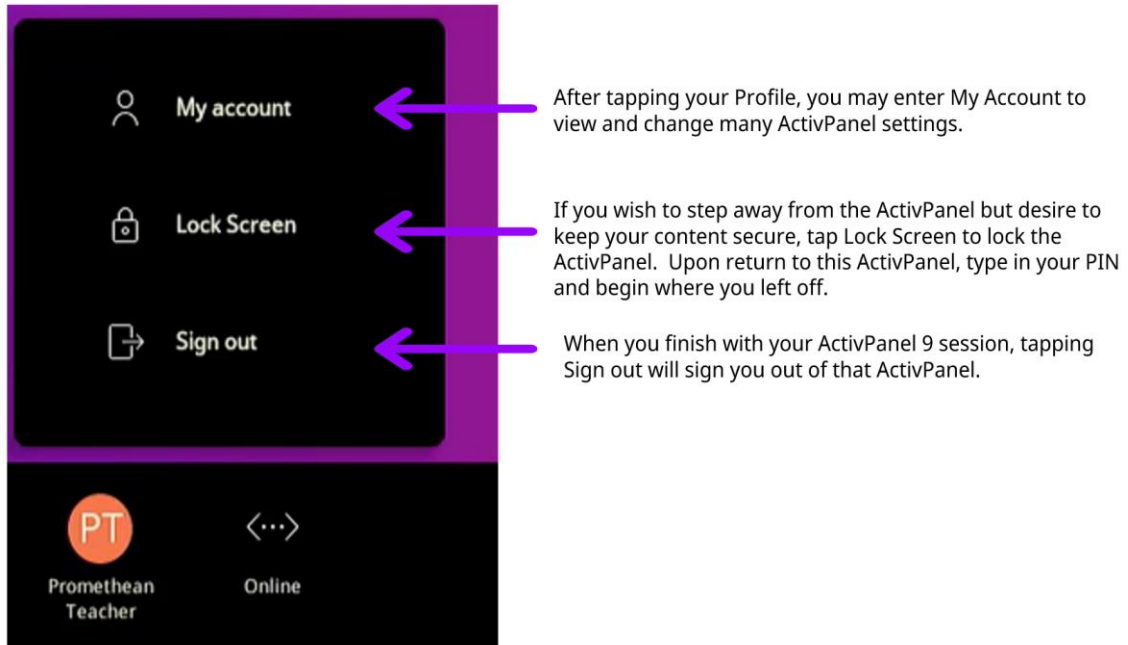 My account
After tapping your Profile, you may enter My Account to
view and change many ActivPanel settings.
Lock Screen
If you wish to step away from the ActivPanel but desire to
keep your content secure, tap Lock Screen to lock the
ActivPanel.  Upon return to this ActivPanel, type in your PIN
and begin where you left off.
Sign out
When you finish with your ActivPanel 9 session, tapping
Sign out will sign you out of that ActivPanel.
PT
Promethean
Teacher
Online